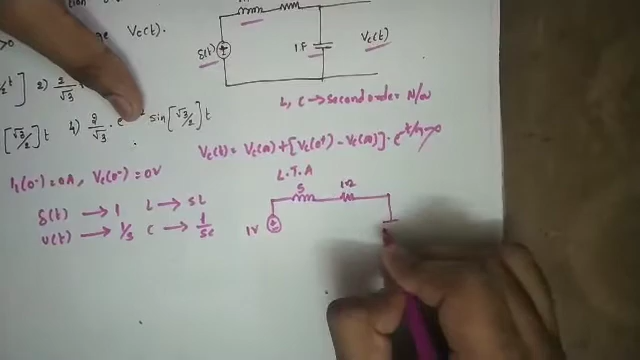 ge Vc(t).
δ(t)
1F
Vc(t)
2) 2/√3
[√3/2]t 4) 2/√3 · e sin[√3/2]t
L, C → Second order N/w
Vc(t) = Vc(∞) + [Vc(0+) - Vc(∞)] · e^-t/τ
IL(0-) = 0A, Vc(0-) = 0V
L.T.A
δ(t) → 1 L → SL
u(t) → 1/s C → 1/sc
S 1Ω
1V